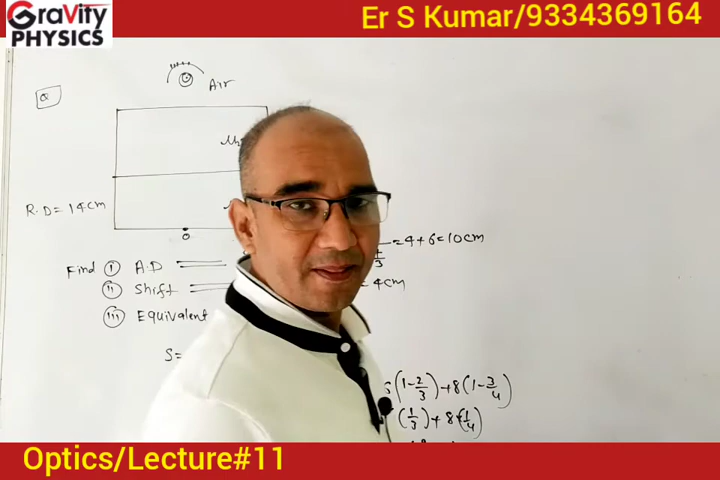 GraVity
PHYSICS
Er S Kumar/9334369164
Q
Air
R.D = 14cm
= 4 + 6 = 10cm
3
Find (i) A.D
(ii) Shift
= 4cm
(iii) Equivalent
S =
(1 - 2/3) + 8(1 - 3/4)
(1/3) + 8(1/4)
Optics/Lecture#11